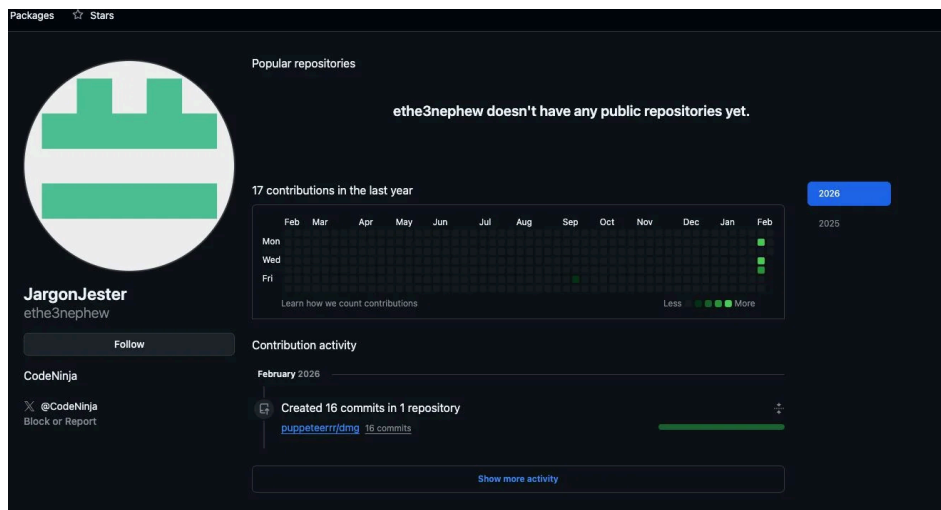 Packages Stars
Popular repositories
ethe3nephew doesn't have any public repositories yet.
17 contributions in the last year
2026
2025
Feb Mar Apr May Jun Jul Aug Sep Oct Nov Dec Jan Feb
Mon
Wed
Fri
Learn how we count contributions
Less More
JargonJester
ethe3nephew
Follow
CodeNinja
@CodeNinja
Block or Report
Contribution activity
February 2026
Created 16 commits in 1 repository
puppeteerrr/dmg 16 commits
Show more activity